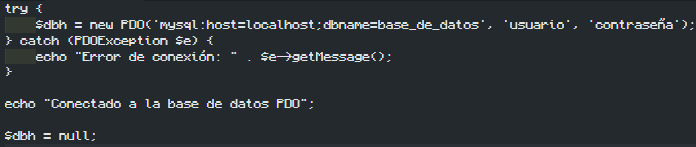 try {
    $dbh = new PDO('mysql:host=localhost;dbname=base_de_datos', 'usuario', 'contraseña');
} catch (PDOException $e) {
    echo "Error de conexión: " . $e->getMessage();
}

echo "Conectado a la base de datos PDO";

$dbh = null;